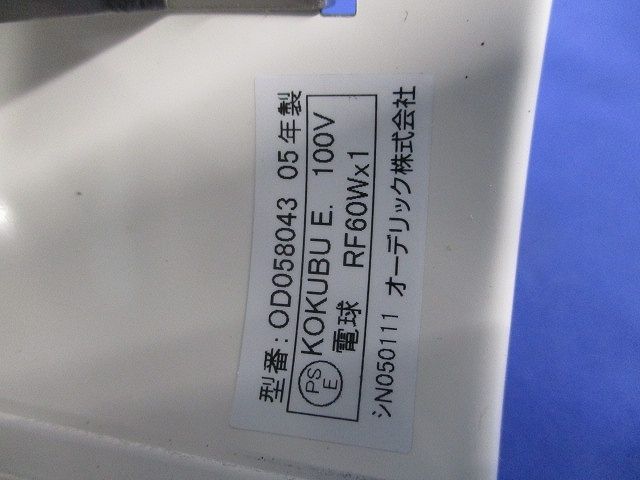 型番:OD058043 05年製
PSE KOKUBU E. 100V
電球 RF60Wx1
シN050111 オーデリック株式会社